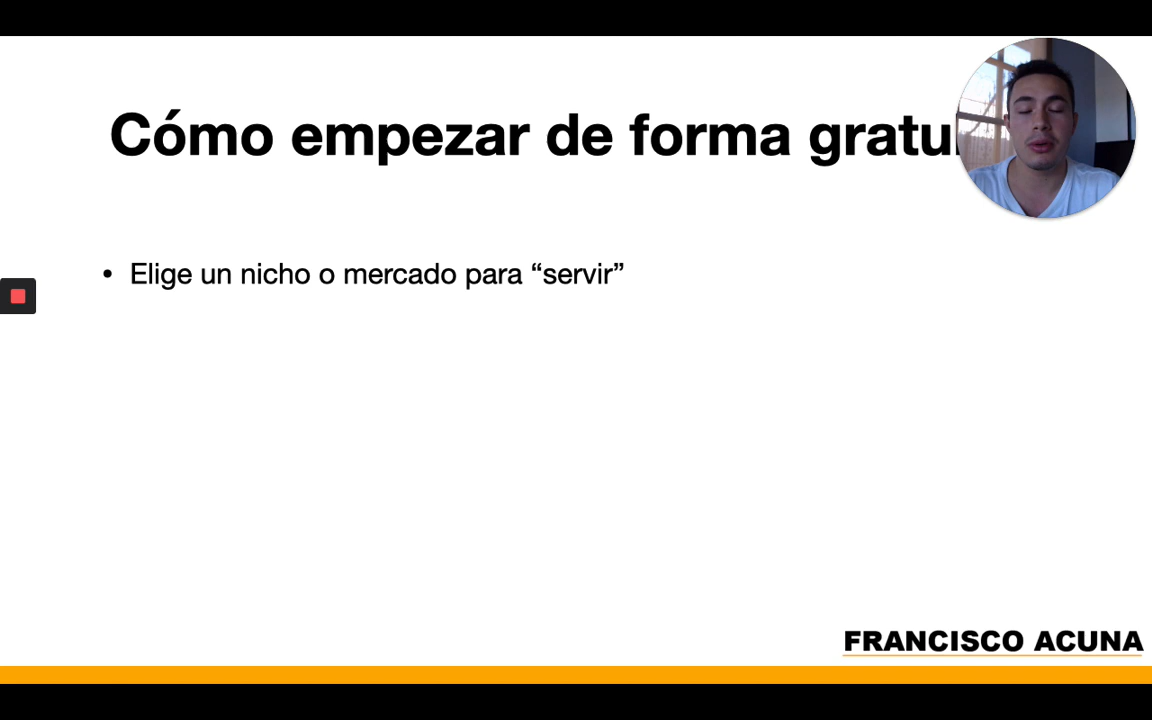 Cómo empezar de forma
• Elige un nicho o mercado para “servir”
FRANCISCO ACUNA